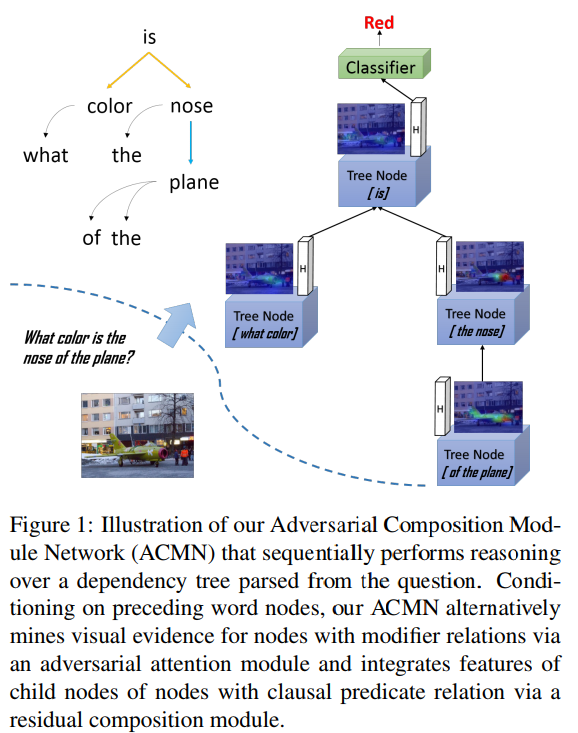 Red
is
Classifier
color nose
H
what the
Tree Node
[ is]
plane
of the
H
H
Tree Node
[ what color]
Tree Node
[ the nose]
What color is the
nose of the plane?
H
Tree Node
[ of the plane]
Figure 1: Illustration of our Adversarial Composition Mod-
ule Network (ACMN) that sequentially performs reasoning
over a dependency tree parsed from the question. Condi-
tioning on preceding word nodes, our ACMN alternatively
mines visual evidence for nodes with modifier relations via
an adversarial attention module and integrates features of
child nodes of nodes with clausal predicate relation via a
residual composition module.